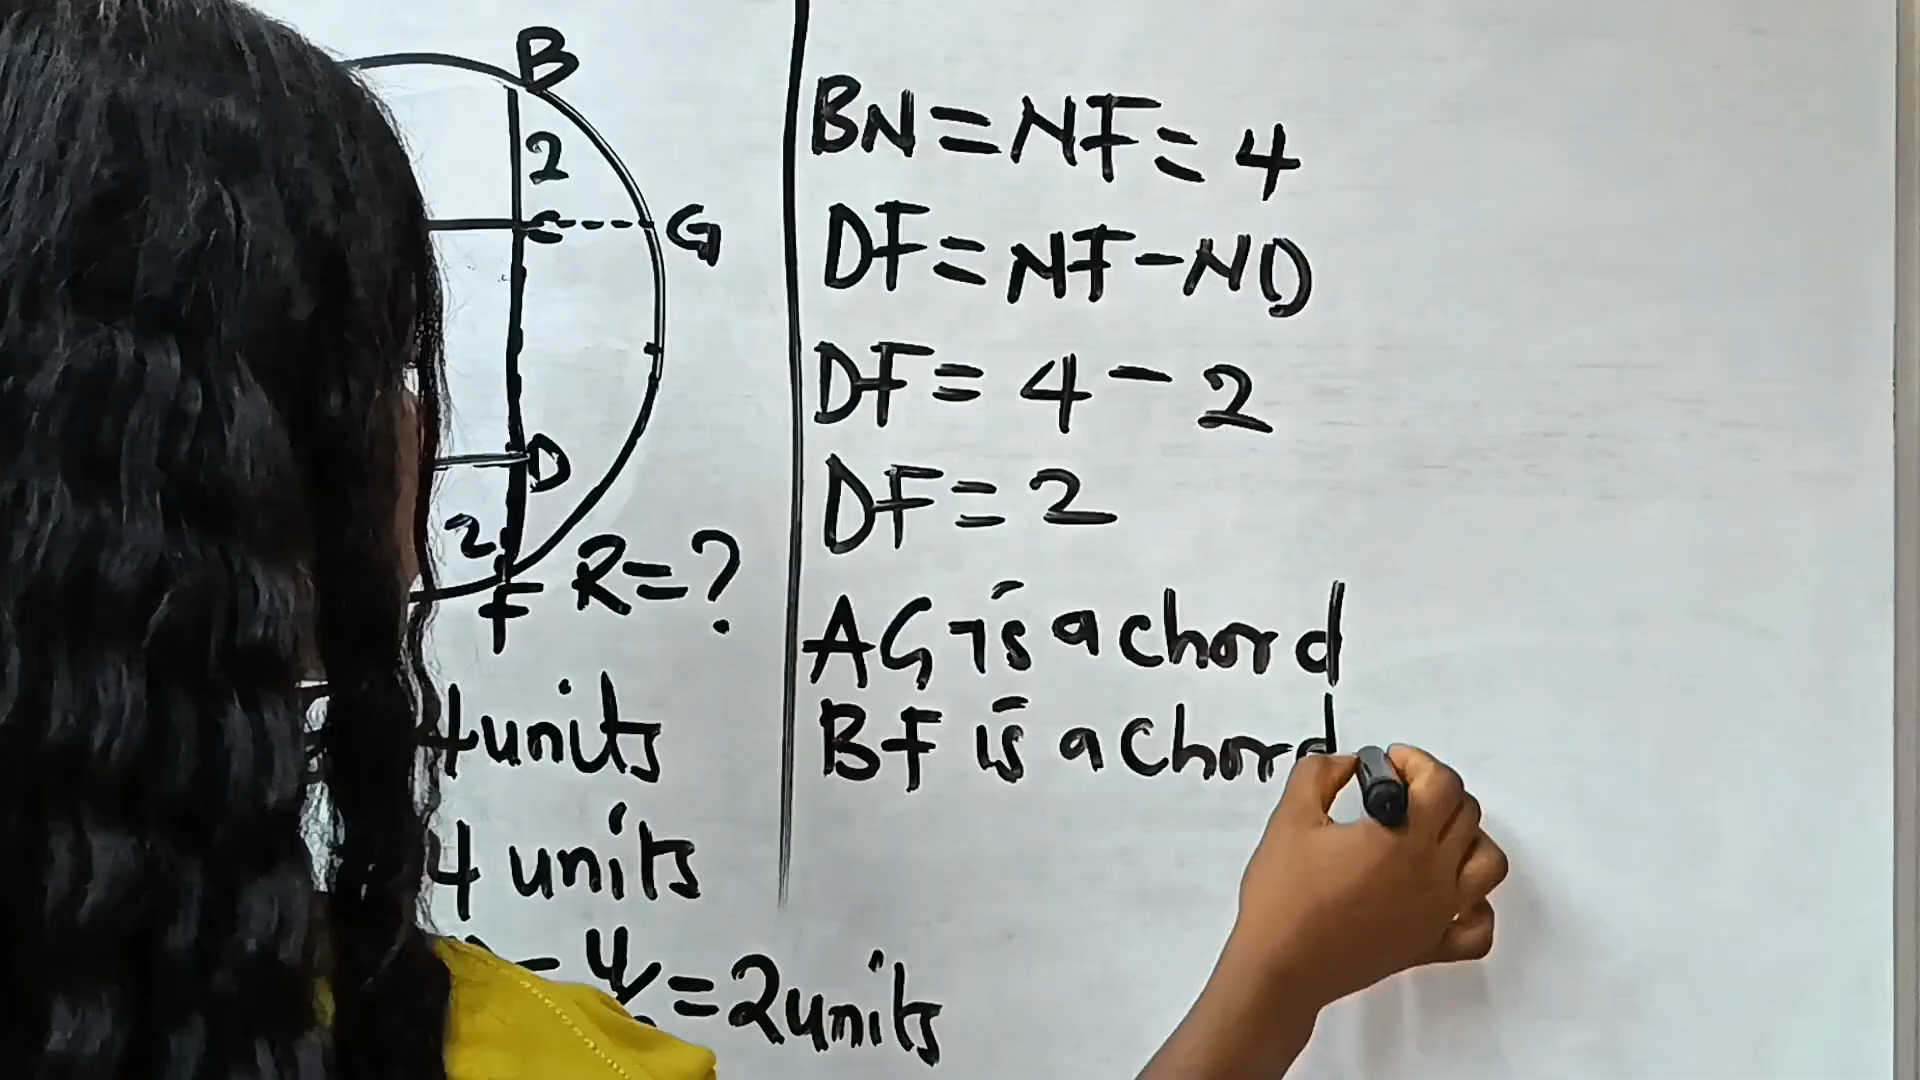 B
2
C
G
D
2
F
R=?
4units
4 units
= 4/ = 2units
BN = NF = 4
DF = NF - ND
DF = 4 - 2
DF = 2
AG is a chord
BF is a chord